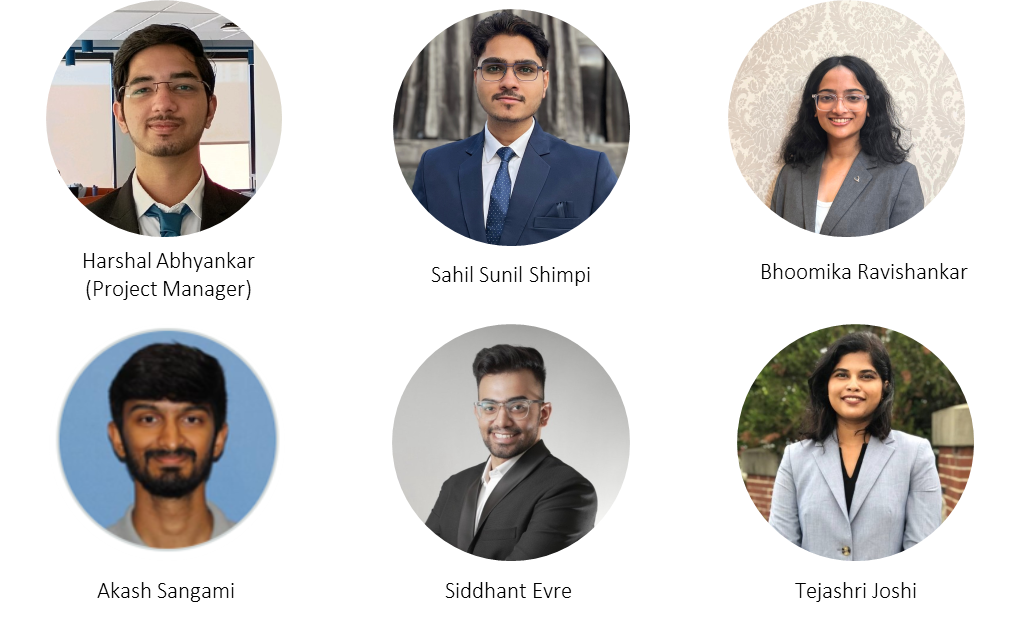 Harshal Abhyankar
(Project Manager)
Sahil Sunil Shimpi
Bhoomika Ravishankar
Akash Sangami
Siddhant Evre
Tejashri Joshi